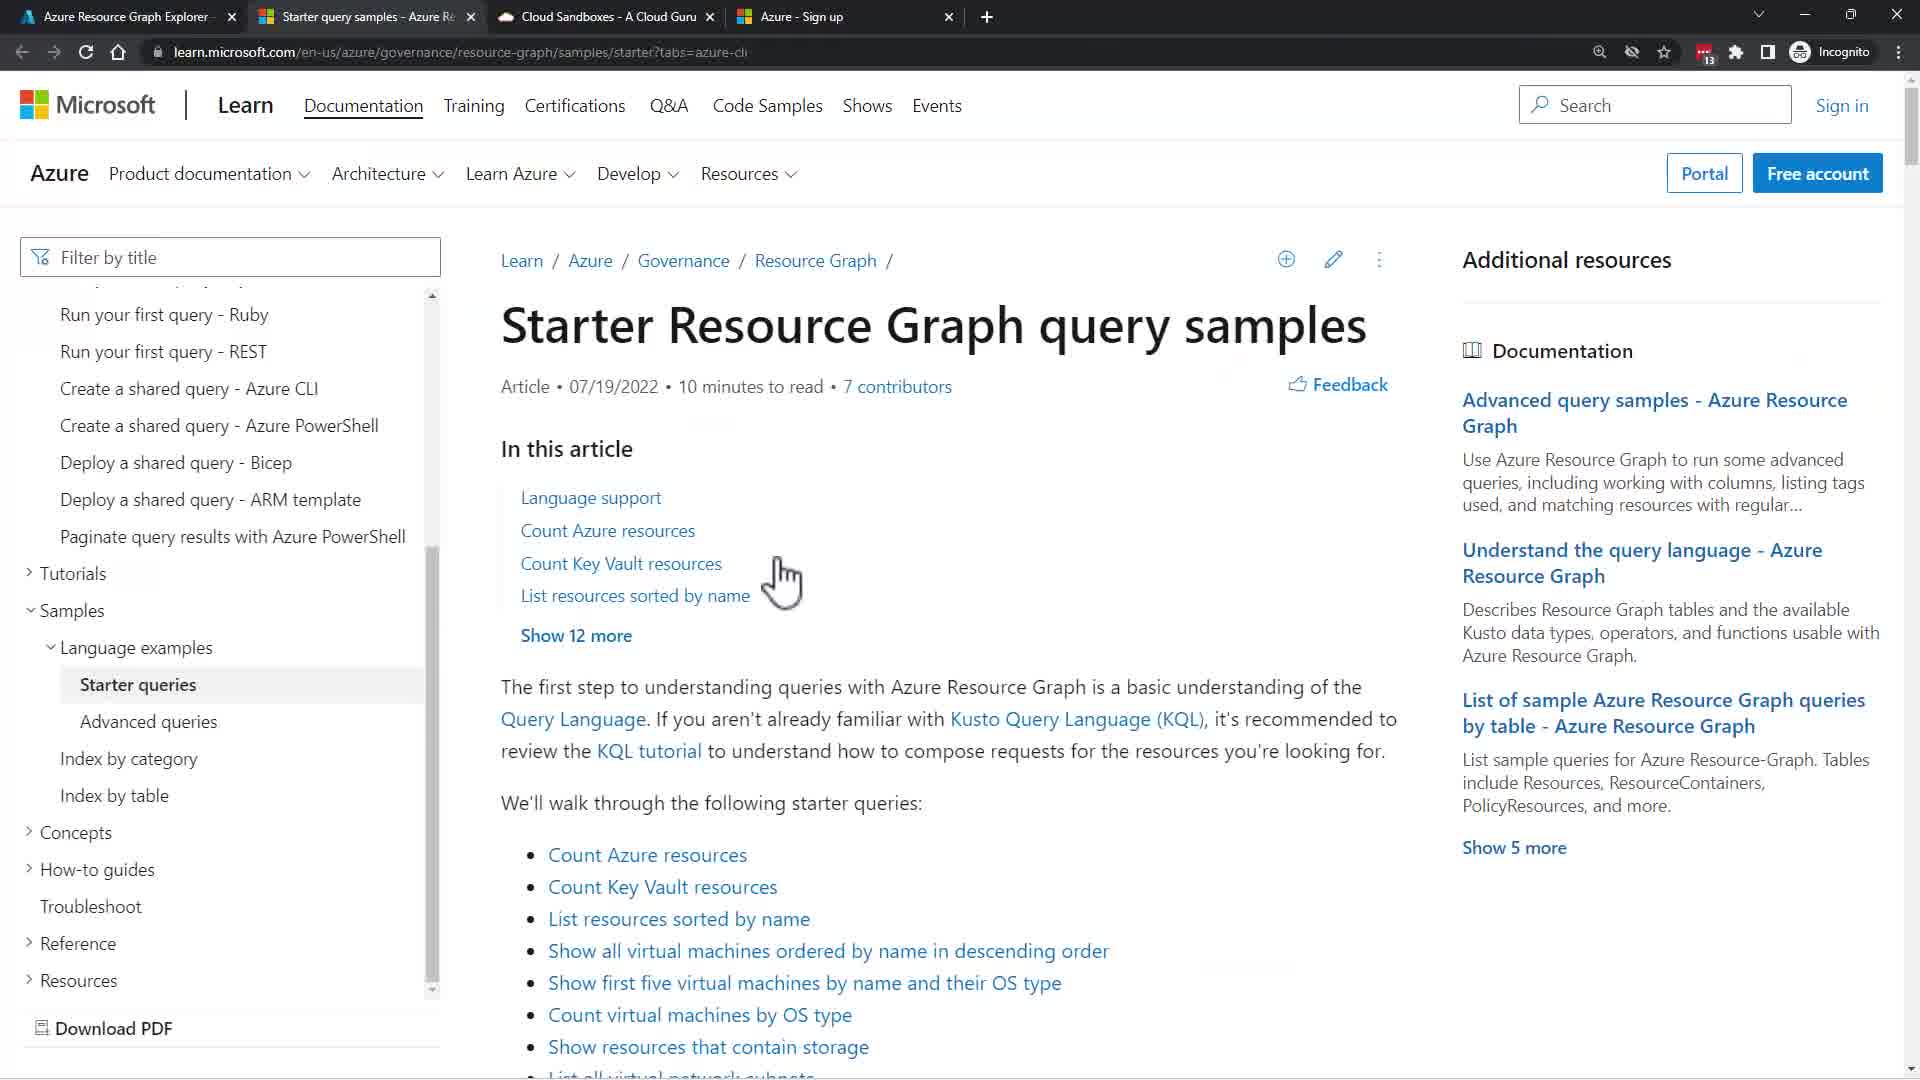 Azure Resource Graph Explorer
Starter query samples - Azure Re
Cloud Sandboxes - A Cloud Guru
Azure - Sign up
learn.microsoft.com/en-us/azure/governance/resource-graph/samples/starter?tabs=azure-cli
13
Incognito
Microsoft
Learn
Documentation
Training
Certifications
Q&A
Code Samples
Shows
Events
Search
Sign in
Azure
Product documentation
Architecture
Learn Azure
Develop
Resources
Portal
Free account
Filter by title
Run your first query - Ruby
Run your first query - REST
Create a shared query - Azure CLI
Create a shared query - Azure PowerShell
Deploy a shared query - Bicep
Deploy a shared query - ARM template
Paginate query results with Azure PowerShell
Tutorials
Samples
Language examples
Starter queries
Advanced queries
Index by category
Index by table
Concepts
How-to guides
Troubleshoot
Reference
Resources
Download PDF
Learn / Azure / Governance / Resource Graph /
Starter Resource Graph query samples
Article • 07/19/2022 • 10 minutes to read • 7 contributors
Feedback
In this article
Language support
Count Azure resources
Count Key Vault resources
List resources sorted by name
Show 12 more
The first step to understanding queries with Azure Resource Graph is a basic understanding of the
Query Language. If you aren't already familiar with Kusto Query Language (KQL), it's recommended to
review the KQL tutorial to understand how to compose requests for the resources you're looking for.
We'll walk through the following starter queries:
• Count Azure resources
• Count Key Vault resources
• List resources sorted by name
• Show all virtual machines ordered by name in descending order
• Show first five virtual machines by name and their OS type
• Count virtual machines by OS type
• Show resources that contain storage
• List all virtual network subnets
Additional resources
Documentation
Advanced query samples - Azure Resource
Graph
Use Azure Resource Graph to run some advanced
queries, including working with columns, listing tags
used, and matching resources with regular...
Understand the query language - Azure
Resource Graph
Describes Resource Graph tables and the available
Kusto data types, operators, and functions usable with
Azure Resource Graph.
List of sample Azure Resource Graph queries
by table - Azure Resource Graph
List sample queries for Azure Resource-Graph. Tables
include Resources, ResourceContainers,
PolicyResources, and more.
Show 5 more